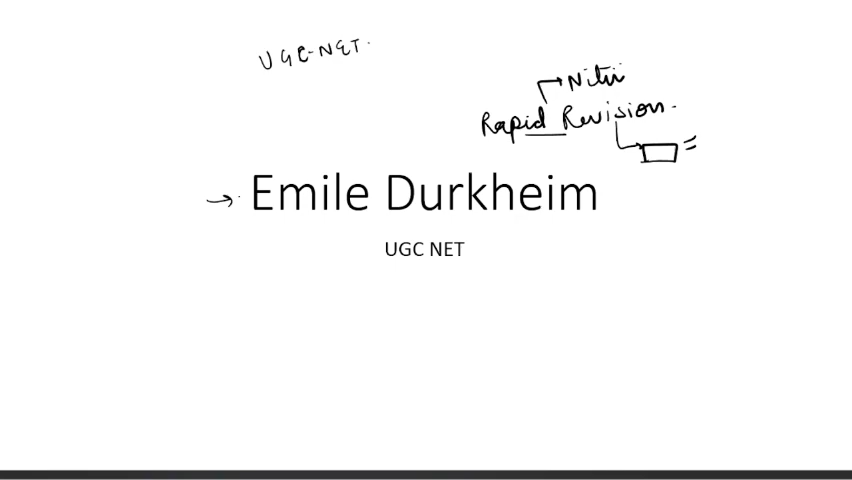 UGC-NET.
Nitin
Rapid Revision.
Emile Durkheim
UGC NET